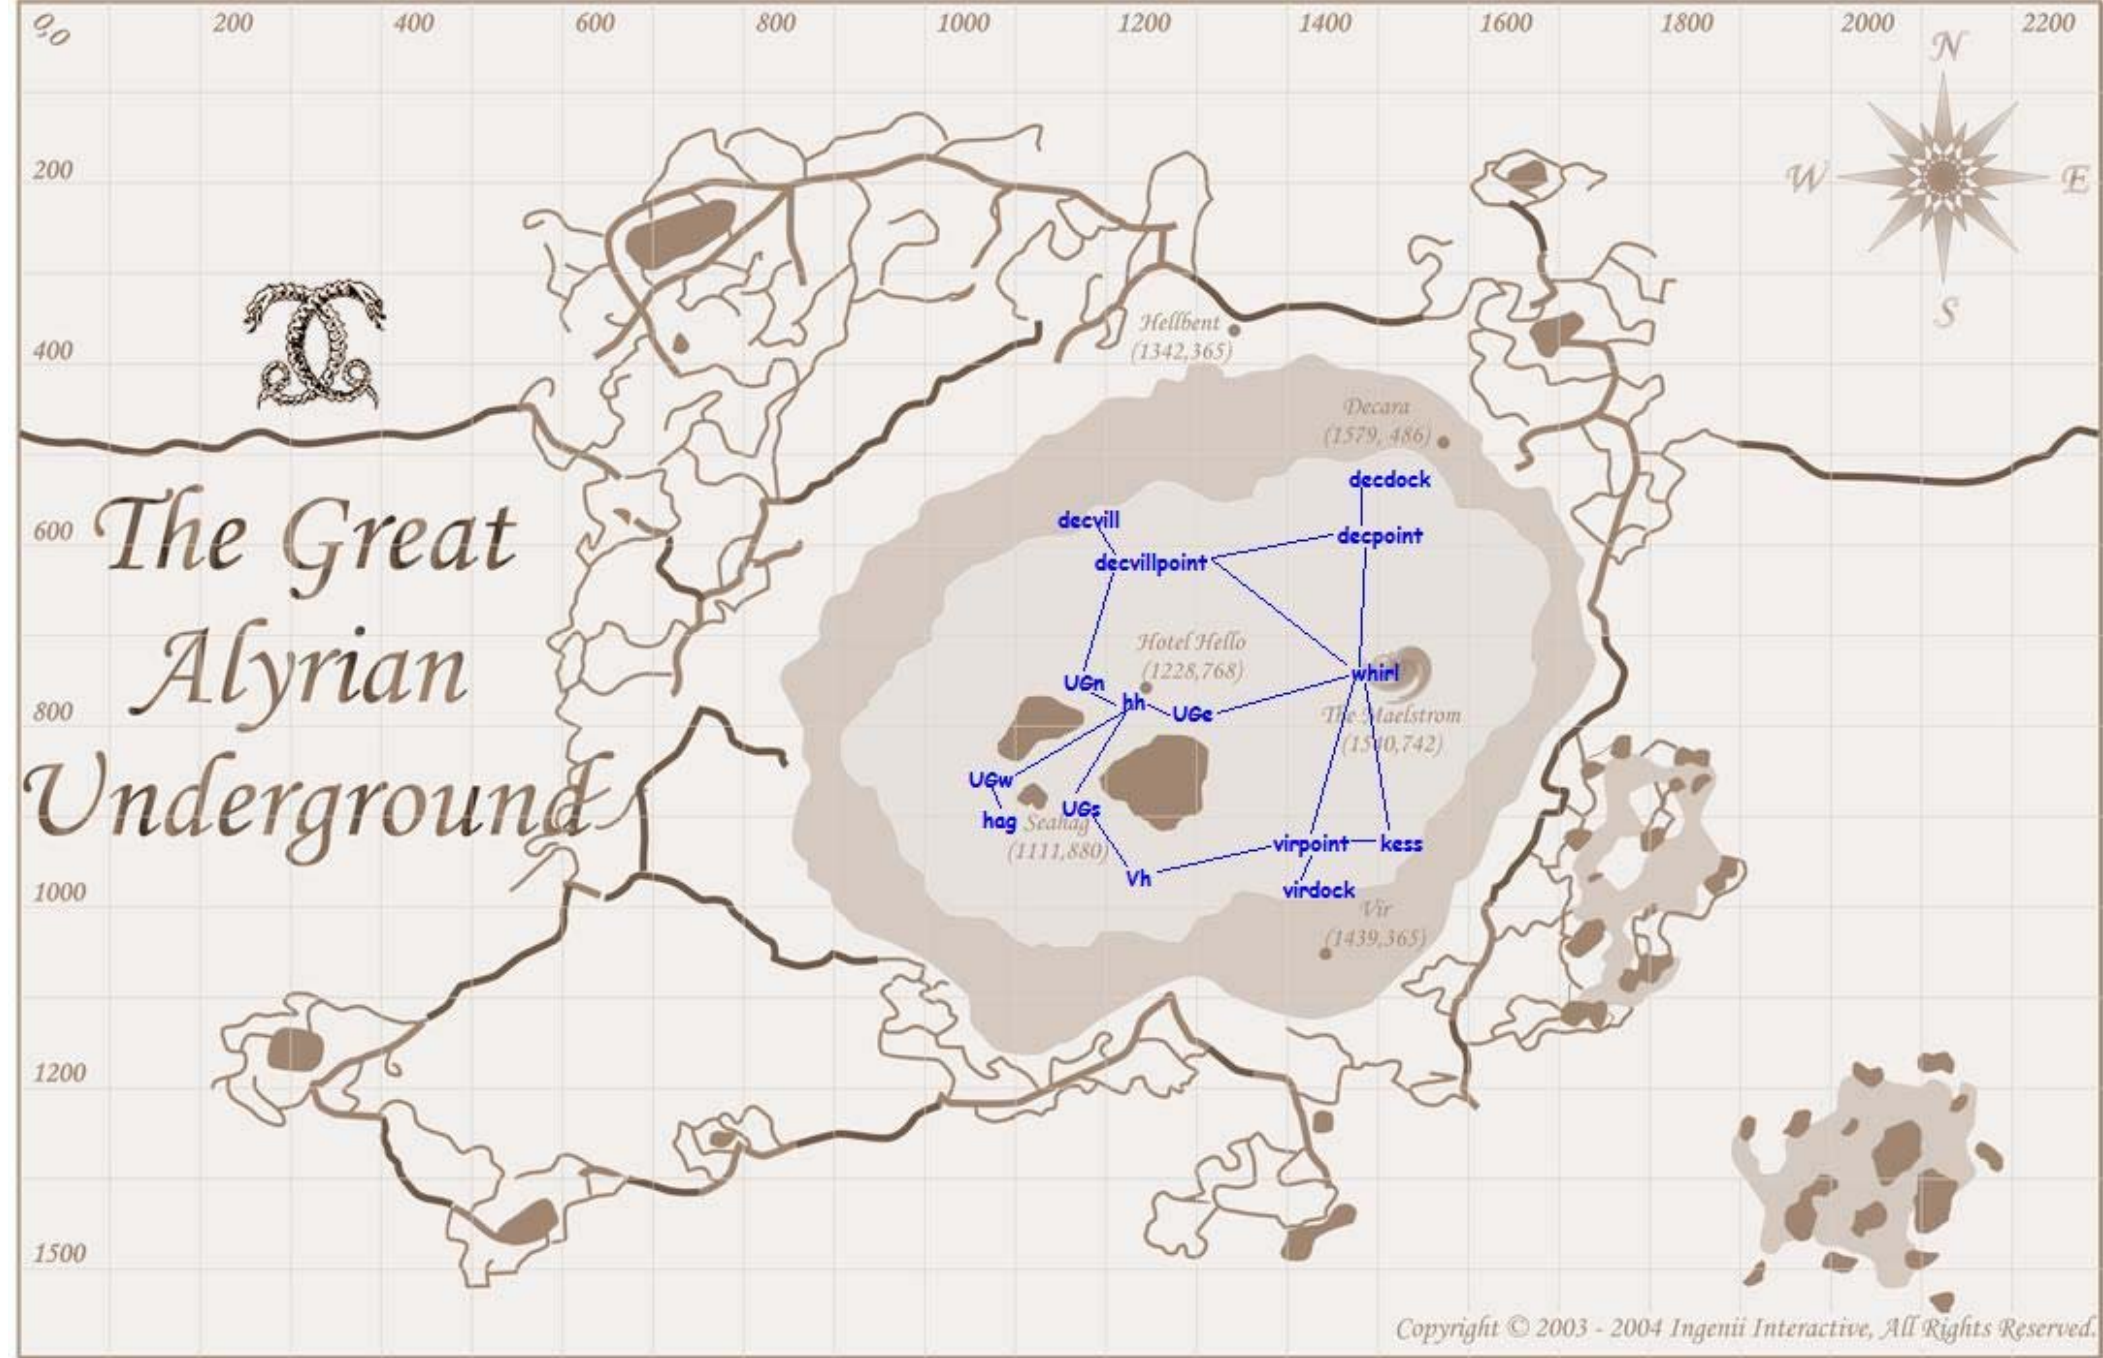 0,0 200 400 600 800 1000 1200 1400 1600 1800 2000 2200
N
W E
S
200
Hellbent
(1342,365)
400
Decara
(1579, 486)
decdock
decvill
600
decpoint
decvillpoint
The Great
Alyrian
Underground
Hotel Hello
(1228,768)
whirl
UGn
hh
UGe
800
The Maelstrom
(1540,742)
UGw
UGs
hag
Seahag
(1111,880)
virpoint
kess
Vh
virdock
1000
Vir
(1439,365)
1200
1500
Copyright © 2003 - 2004 Ingenii Interactive, All Rights Reserved.